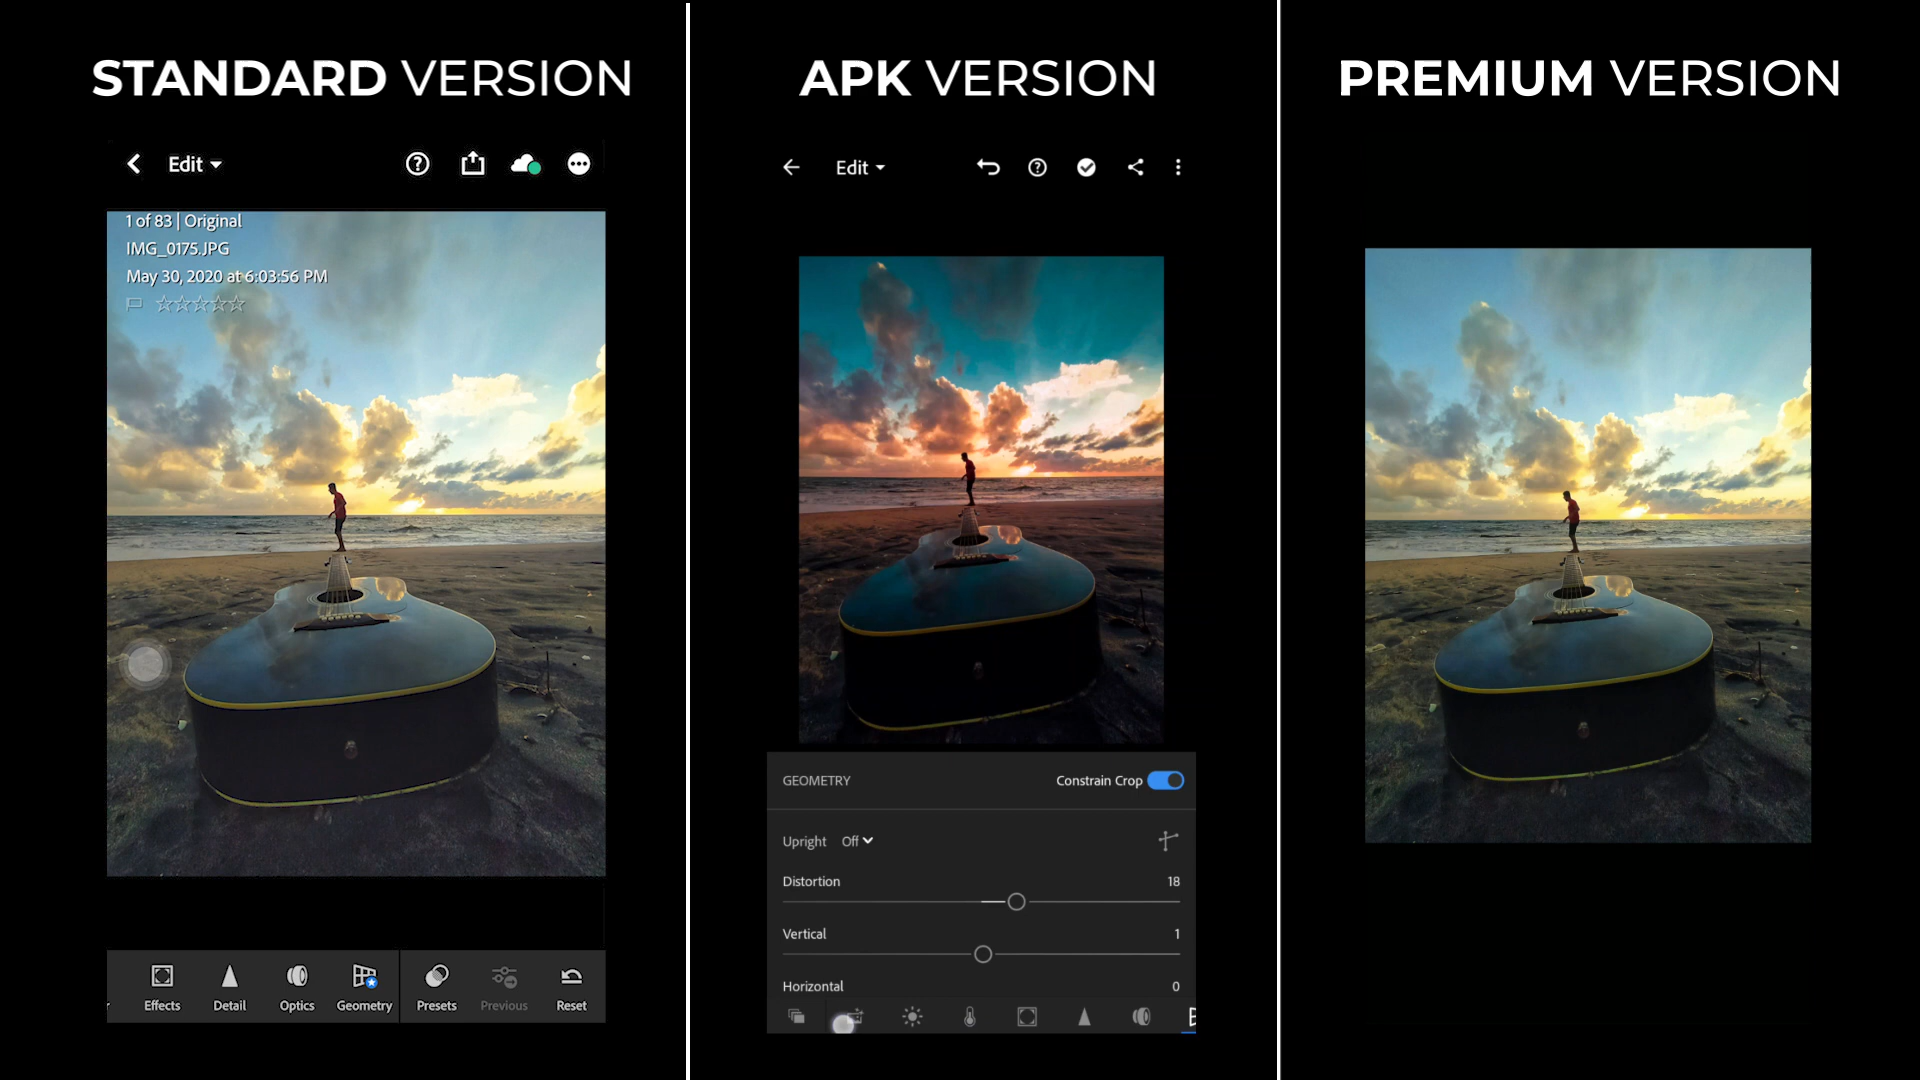 STANDARD VERSION
Edit
1 of 83 | Original
IMG_0175.JPG
May 30, 2020 at 6:03:56 PM
Effects
Detail
Optics
Geometry
Presets
Previous
Reset
APK VERSION
Edit
GEOMETRY
Constrain Crop
Upright Off
Distortion 18
Vertical 1
Horizontal 0
PREMIUM VERSION